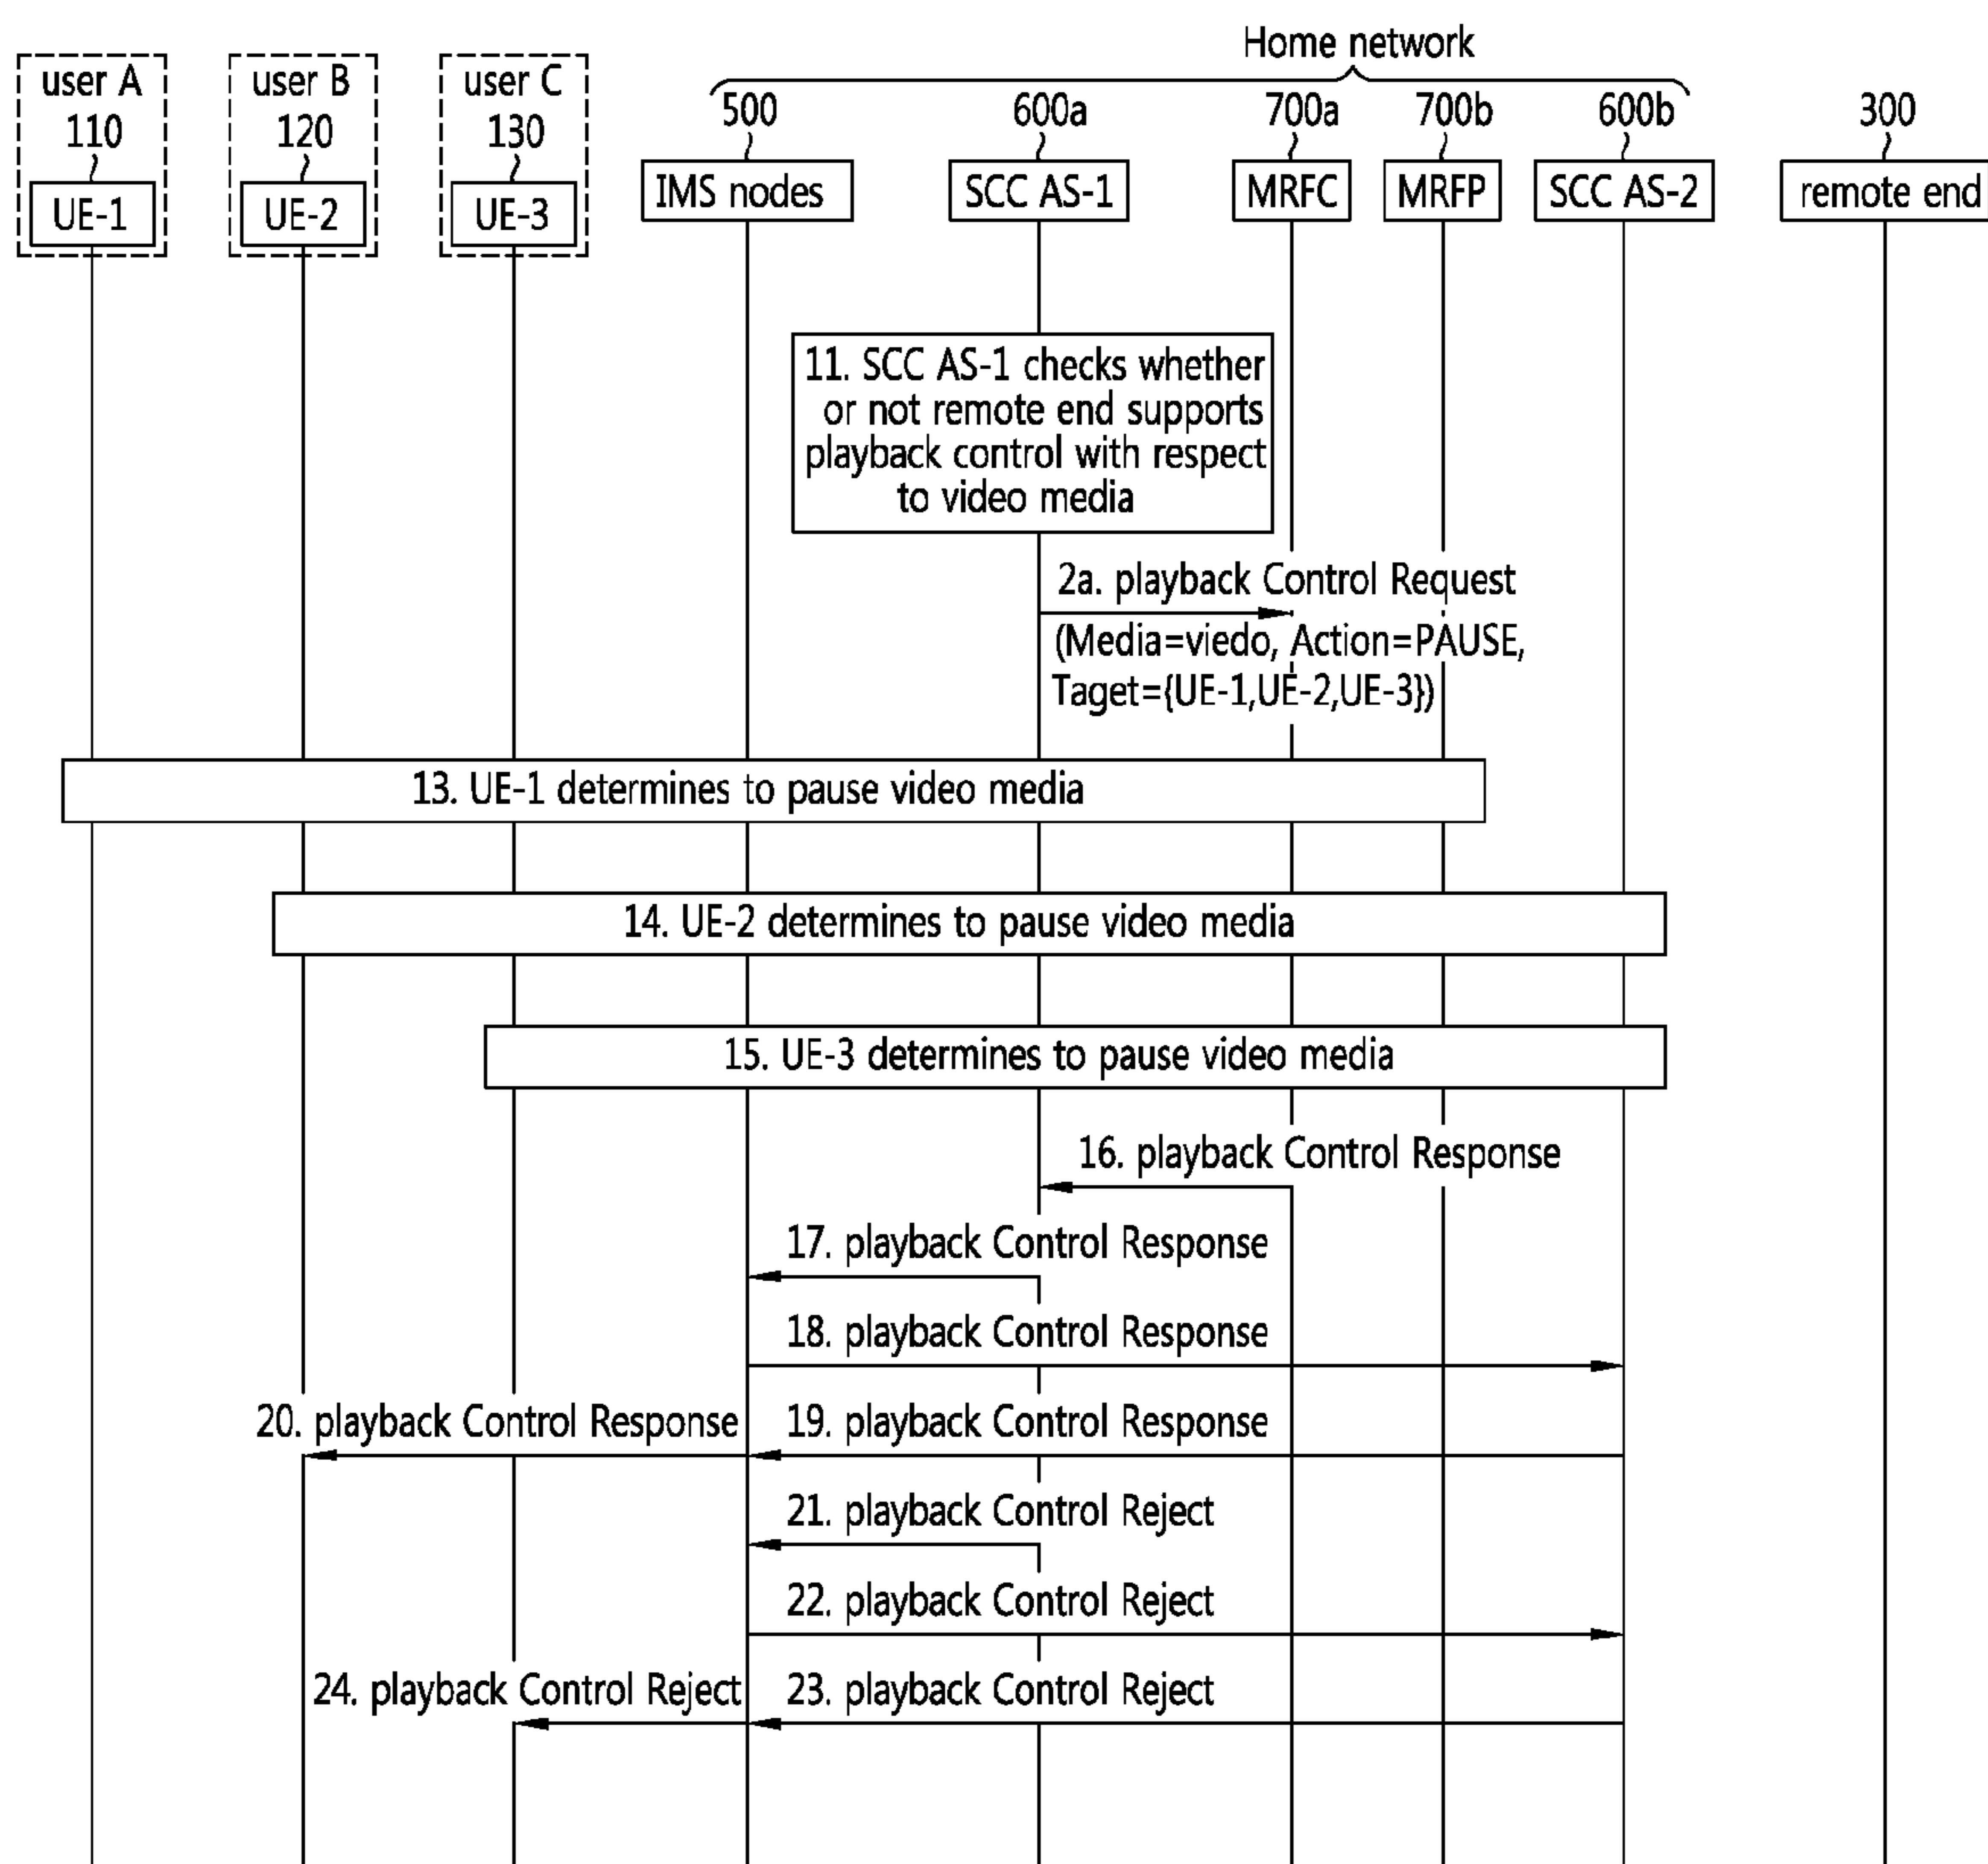 Home network
user A
110
UE-1
user B
120
UE-2
user C
130
UE-3
500
IMS nodes
600a
SCC AS-1
700a
MRFC
700b
MRFP
600b
SCC AS-2
300
remote end
11. SCC AS-1 checks whether
or not remote end supports
playback control with respect
to video media
2a. playback Control Request
(Media=viedo, Action=PAUSE,
Taget={UE-1,UE-2,UE-3})
13. UE-1 determines to pause video media
14. UE-2 determines to pause video media
15. UE-3 determines to pause video media
16. playback Control Response
17. playback Control Response
18. playback Control Response
20. playback Control Response
19. playback Control Response
21. playback Control Reject
22. playback Control Reject
24. playback Control Reject
23. playback Control Reject